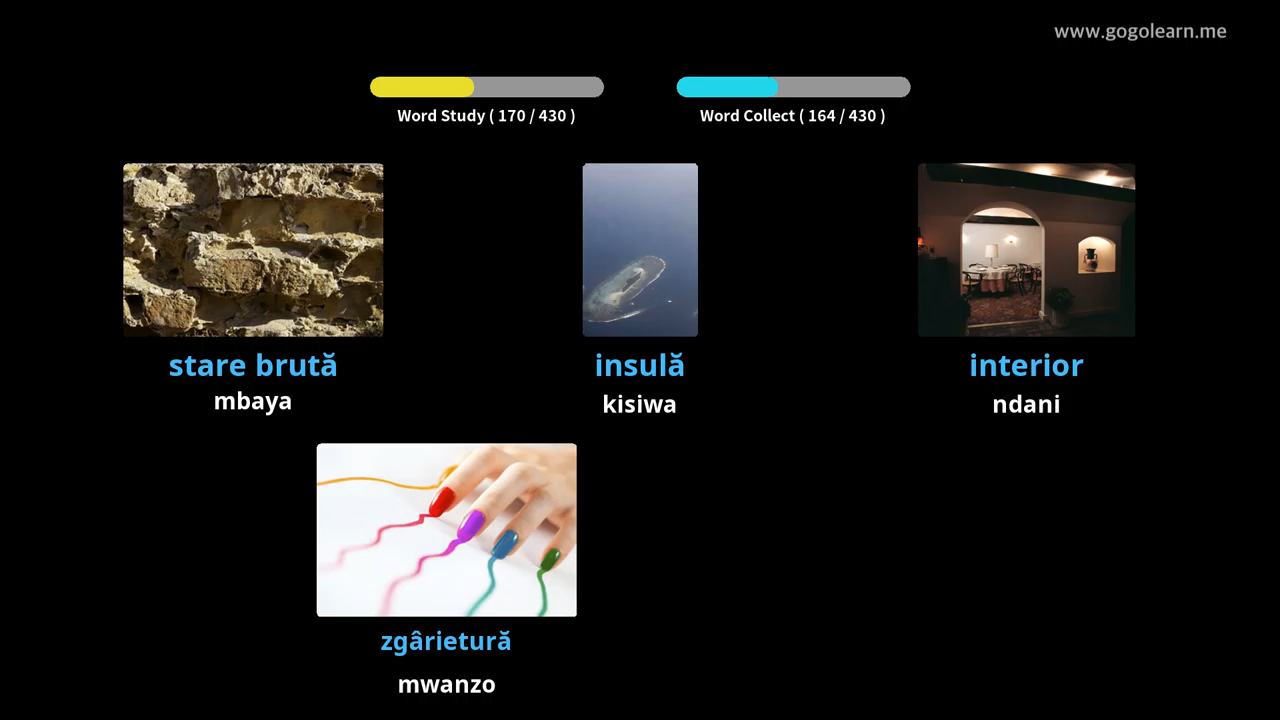 www.gogolearn.me
Word Study ( 170 / 430 )
Word Collect ( 164 / 430 )
stare brută
mbaya
insulă
kisiwa
interior
ndani
zgârietură
mwanzo